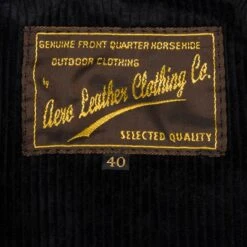 GENUINE FRONT QUARTER HORSEHIDE
OUTDOOR CLOTHING
by
Aero Leather Clothing Co.
SELECTED QUALITY
40